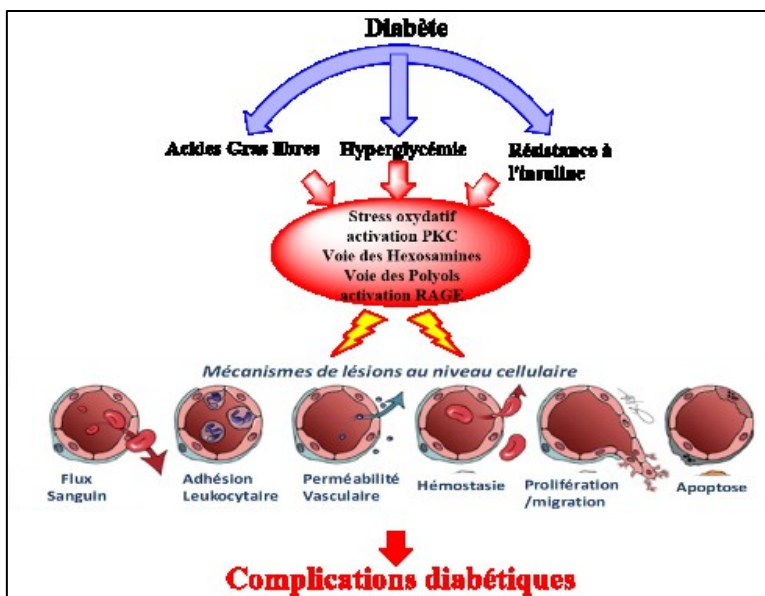 Diabète
Acides Gras libres Hyperglycémie Résistance à
l'insuline
Stress oxydatif
activation PKC
Voie des Hexosamines
Voie des Polyols
activation RAGE
Mécanismes de lésions au niveau cellulaire
Flux
Sanguin
Adhésion
Leukocytaire
Perméabilité
Vasculaire
Hémostasie
Prolifération
/migration
Apoptose
Complications diabétiques